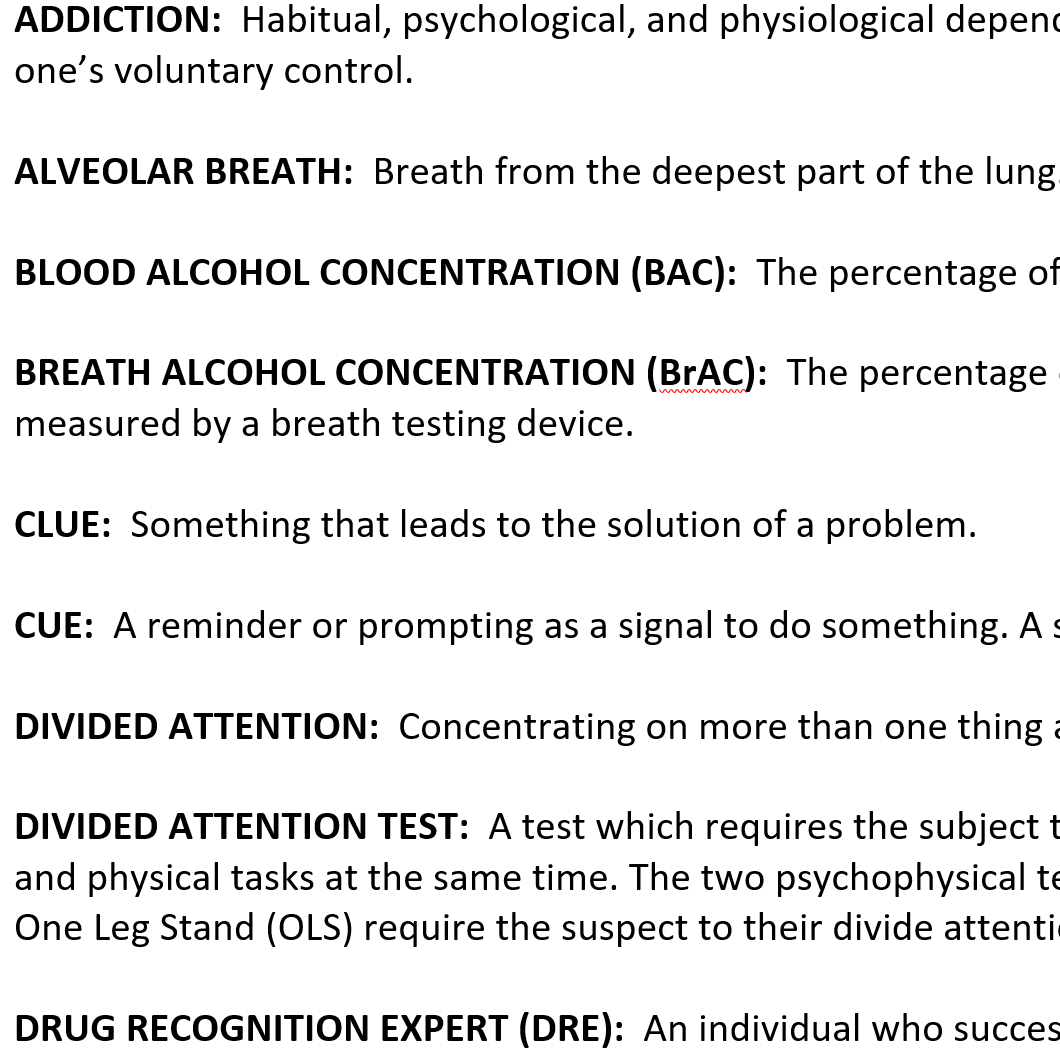 ADDICTION: Habitual, psychological, and physiological
one’s voluntary control.
ALVEOLAR BREATH: Breath from the deepest part of the lung.
BLOOD ALCOHOL CONCENTRATION (BAC): The percentage of
BREATH ALCOHOL CONCENTRATION (BrAC): The percentage
measured by a breath testing device.
CLUE: Something that leads to the solution of a problem.
CUE: A reminder or prompting as a signal to do something. A
DIVIDED ATTENTION: Concentrating on more than one thing
DIVIDED ATTENTION TEST: A test which requires the subject
and physical tasks at the same time. The two psychophysical
One Leg Stand (OLS) require the suspect to their divide
DRUG RECOGNITION EXPERT (DRE): An individual who